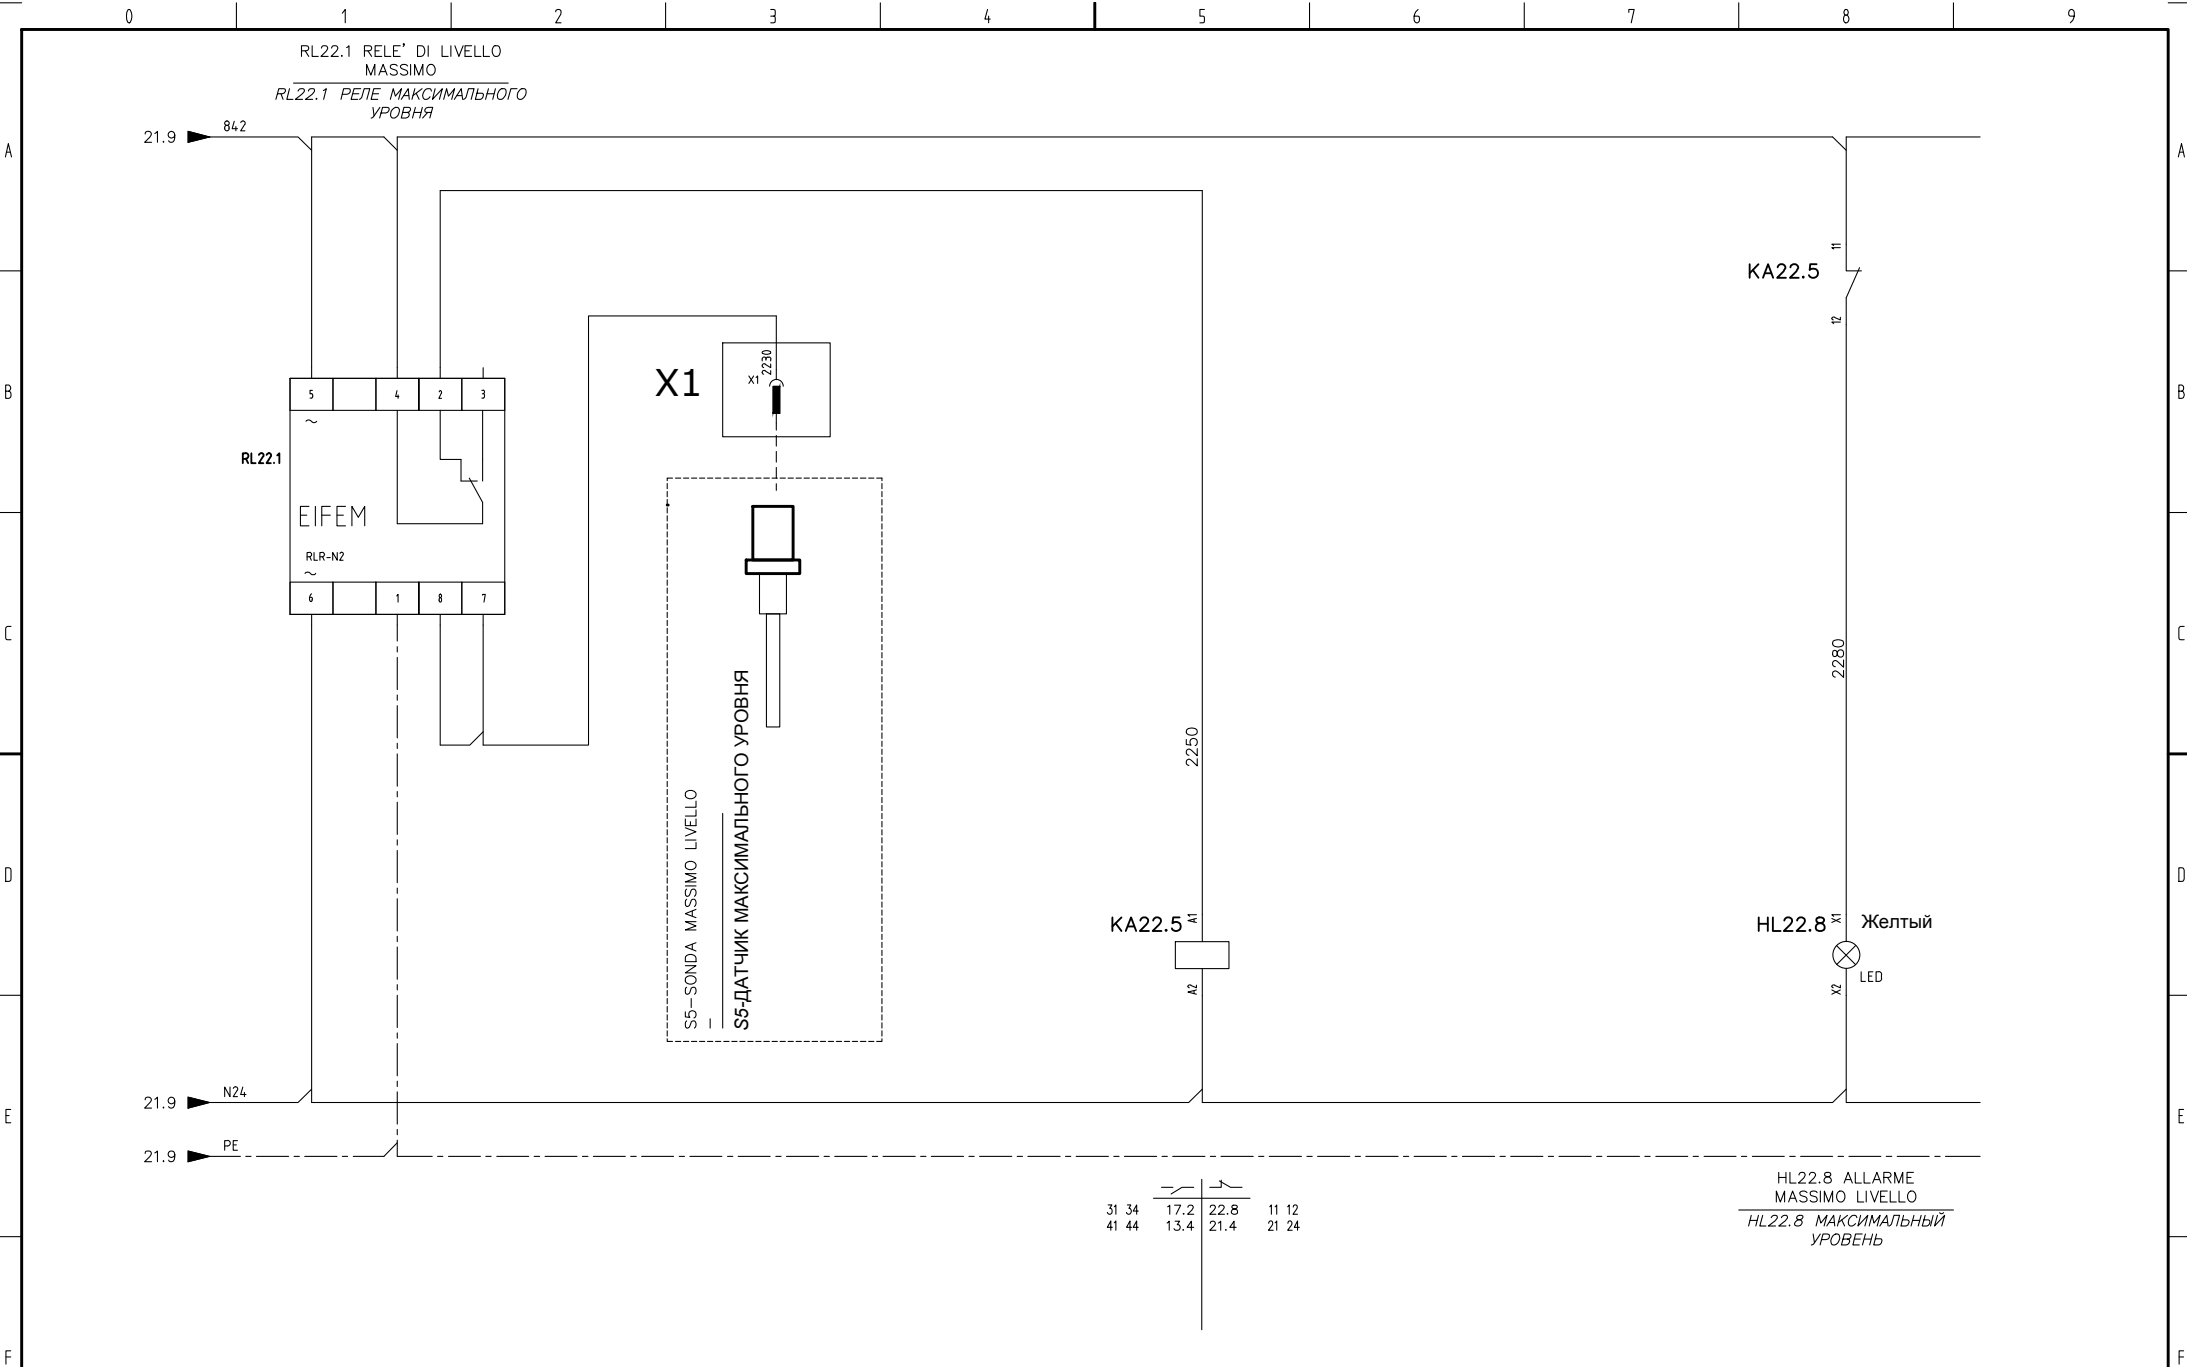 0 1 2 3 4 5 6 7 8 9
RL22.1 RELE' DI LIVELLO
MASSIMO
RL22.1 РЕЛЕ МАКСИМАЛЬНОГО
УРОВНЯ
21.9 842
A A
11
KA22.5
12
2230
X1 X1
B B
5 4 2 3
~
RL22.1
EIFEM
RLR-N2
~
6 1 8 7
C C
2280
2250
S5-SONDA MASSIMO LIVELLO
S5-ДАТЧИК МАКСИМАЛЬНОГО УРОВНЯ
D D
KA22.5 A1
A2
HL22.8 X1 Желтый
LED
X2
21.9 N24
E E
21.9 PE
31 34 17.2 22.8 11 12
41 44 13.4 21.4 21 24
HL22.8 ALLARME
MASSIMO LIVELLO
HL22.8 МАКСИМАЛЬНЫЙ
УРОВЕНЬ
F F